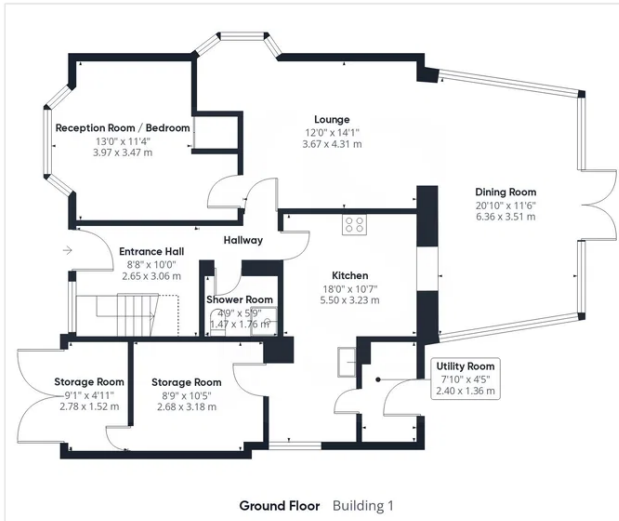 Reception Room / Bedroom
13'0" x 11'4"
3.97 x 3.47 m
Lounge
12'0" x 14'1"
3.67 x 4.31 m
Dining Room
20'10" x 11'6"
6.36 x 3.51 m
Entrance Hall
8'8" x 10'0"
2.65 x 3.06 m
Hallway
Kitchen
18'0" x 10'7"
5.50 x 3.23 m
Shower Room
4'9" x 5'9"
1.47 x 1.76 m
Storage Room
9'1" x 4'11"
2.78 x 1.52 m
Storage Room
8'9" x 10'5"
2.68 x 3.18 m
Utility Room
7'10" x 4'5"
2.40 x 1.36 m
Ground Floor Building 1